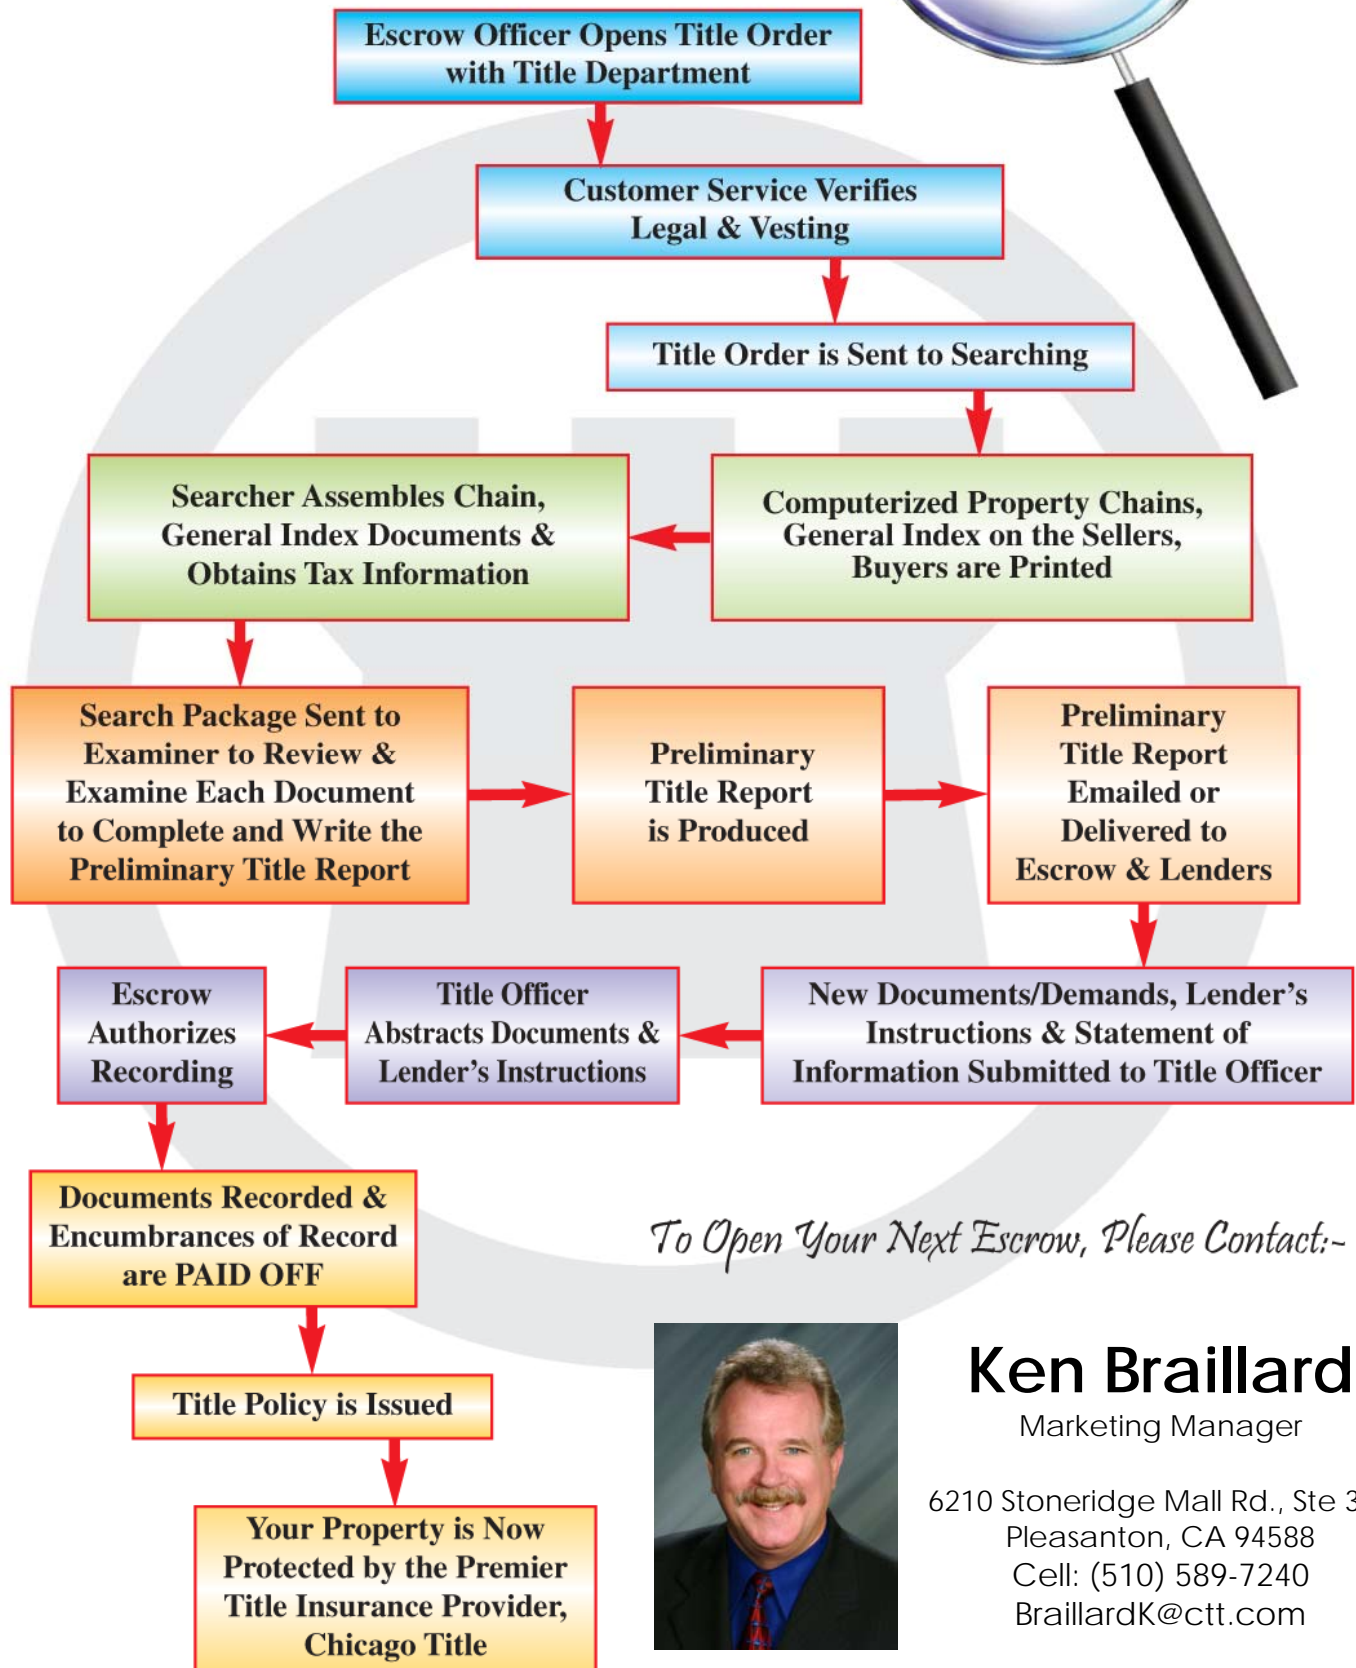 Escrow Officer Opens Title Order
with Title Department
Customer Service Verifies
Legal & Vesting
Title Order is Sent to Searching
Computerized Property Chains,
General Index on the Sellers,
Buyers are Printed
Searcher Assembles Chain,
General Index Documents &
Obtains Tax Information
Search Package Sent to
Examiner to Review &
Examine Each Document
to Complete and Write the
Preliminary Title Report
Preliminary
Title Report
is Produced
Preliminary
Title Report
Emailed or
Delivered to
Escrow & Lenders
New Documents/Demands, Lender's
Instructions & Statement of
Information Submitted to Title Officer
Title Officer
Abstracts Documents &
Lender's Instructions
Escrow
Authorizes
Recording
Documents Recorded &
Encumbrances of Record
are PAID OFF
Title Policy is Issued
Your Property is Now
Protected by the Premier
Title Insurance Provider,
Chicago Title
To Open Your Next Escrow, Please Contact:~
Ken Braillard
Marketing Manager
6210 Stoneridge Mall Rd., Ste
Pleasanton, CA 94588
Cell: (510) 589-7240
BraillardK@ctt.com